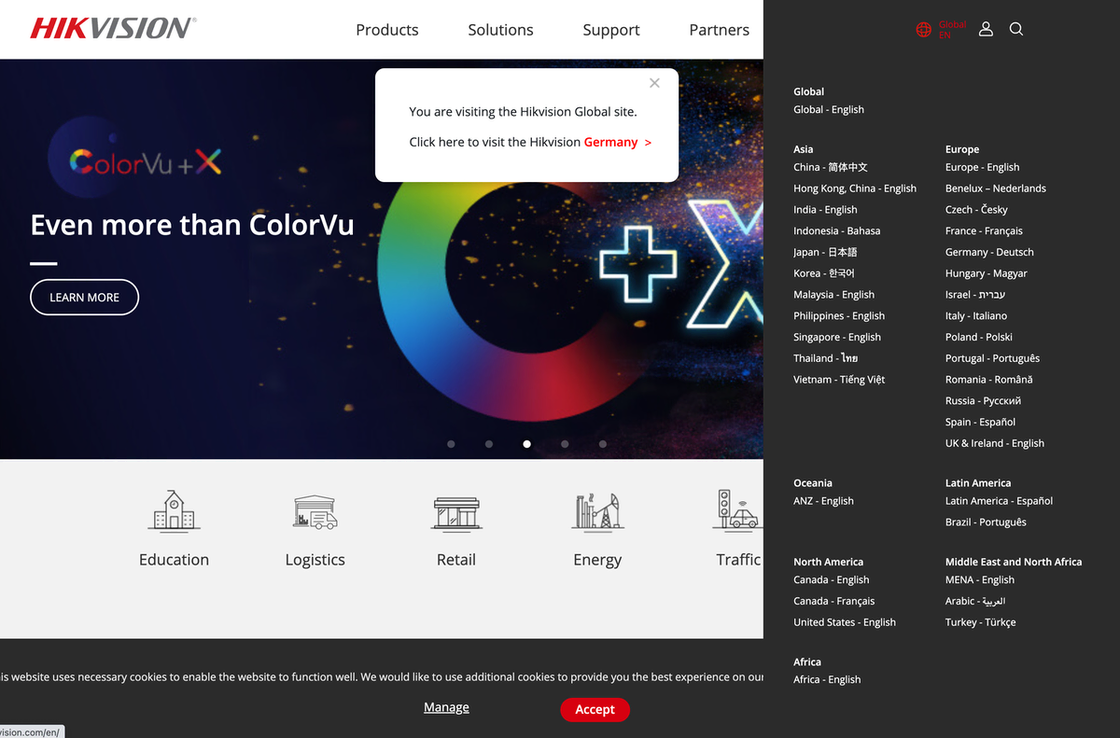 HIKVISION®
Products
Solutions
Support
Partners
Global
EN
You are visiting the Hikvision Global site.
Click here to visit the Hikvision Germany >
ColorVu+X
Even more than ColorVu
LEARN MORE
+X
Education
Logistics
Retail
Energy
Traffic
Global
Global - English
Asia
China - 简体中文
Hong Kong, China - English
India - English
Indonesia - Bahasa
Japan - 日本語
Korea - 한국어
Malaysia - English
Philippines - English
Singapore - English
Thailand - ไทย
Vietnam - Tiếng Việt
Europe
Europe - English
Benelux – Nederlands
Czech - Česky
France - Français
Germany - Deutsch
Hungary - Magyar
Israel - עברית
Italy - Italiano
Poland - Polski
Portugal - Português
Romania - Română
Russia - Русский
Spain - Español
UK & Ireland - English
Oceania
ANZ - English
Latin America
Latin America - Español
Brazil - Português
North America
Canada - English
Canada - Français
United States - English
Middle East and North Africa
MENA - English
Arabic - العربية
Turkey - Türkçe
Africa
Africa - English
is website uses necessary cookies to enable the website to function well. We would like to use additional cookies to provide you the best experience on our
Manage
Accept
vision.com/en/